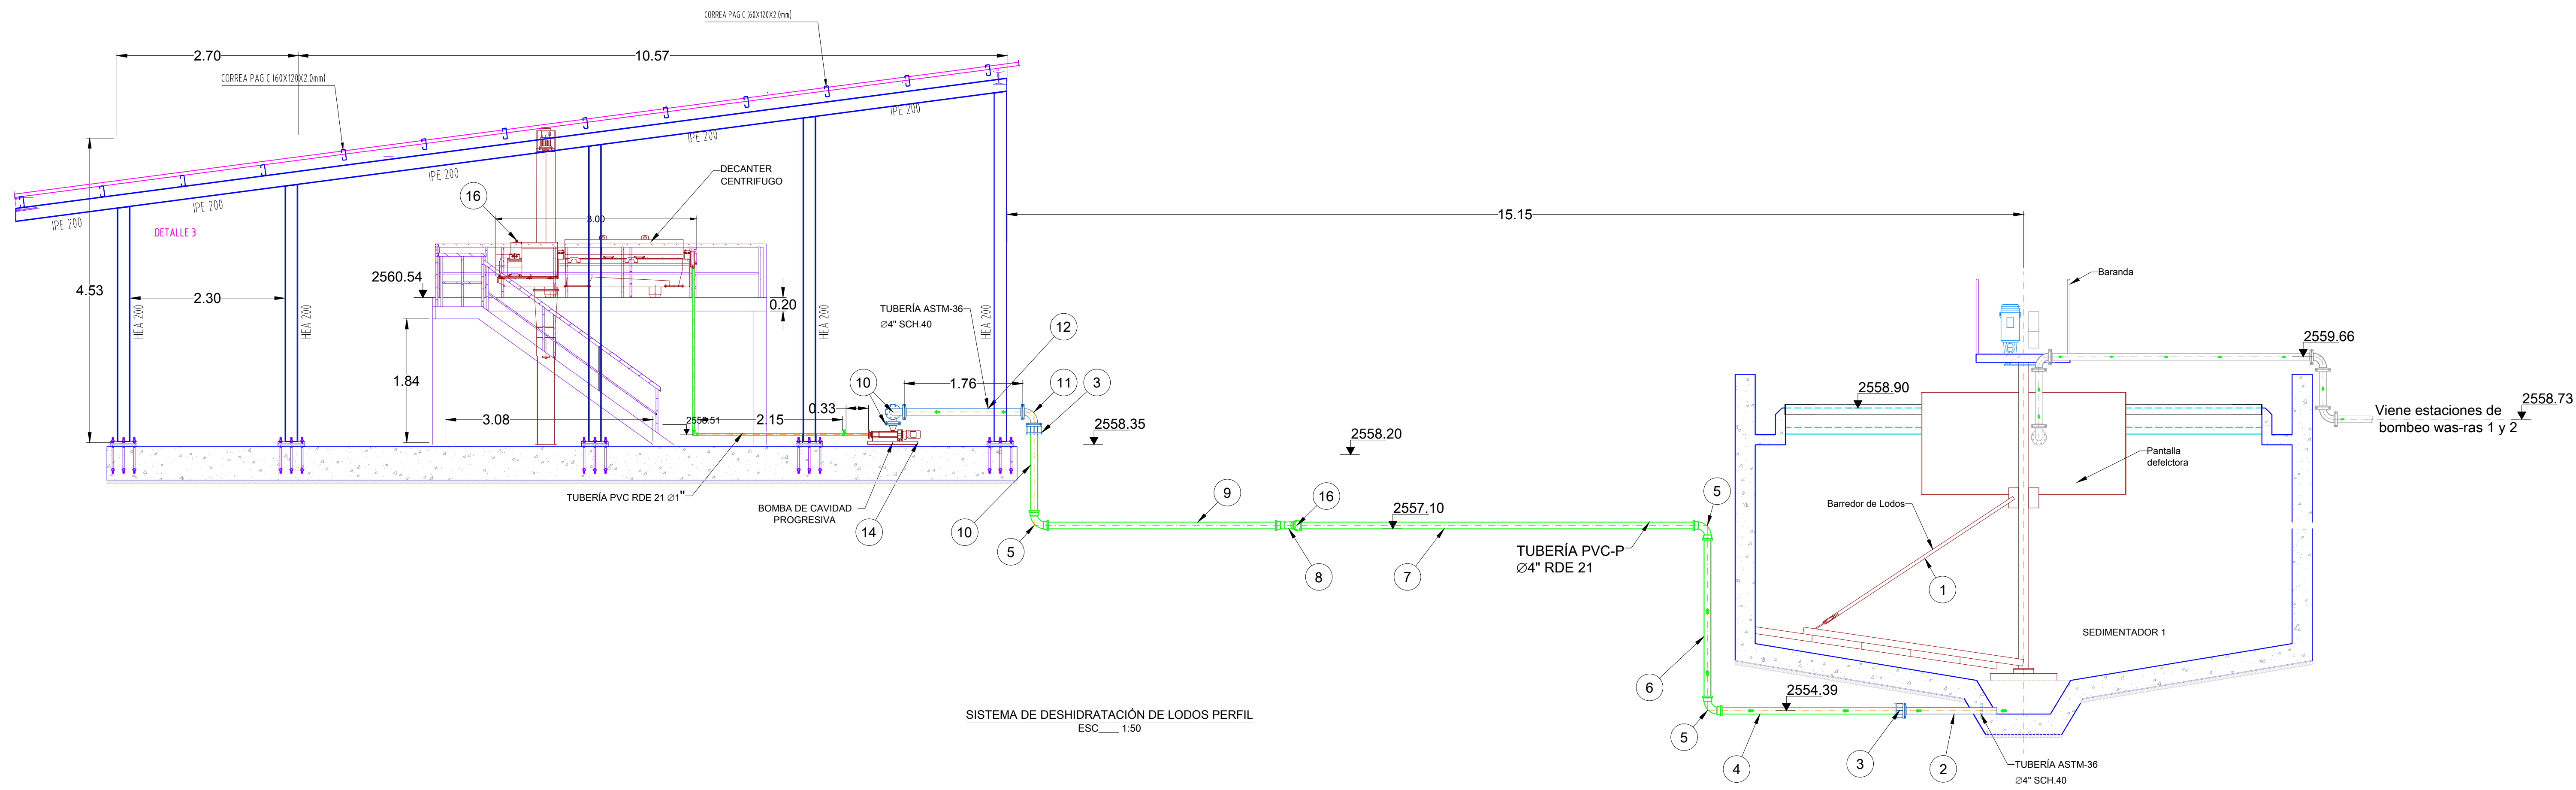 CORREA PAG C (60X120X2.0mm)
2.70
10.57
CORREA PAG C (60X120X2.0mm)
IPE 200
IPE 200
IPE 200
IPE 200
IPE 200
DETALLE 3
DECANTER
CENTRIFUGO
16
3.00
15.15
4.53
2.30
2560.54
0.20
HEA 200
HEA 200
HEA 200
HEA 200
1.84
3.08
2558.51
2.15
0.33
TUBERÍA ASTM-36
Ø4" SCH.40
12
10
1.76
11
3
2558.35
2558.20
TUBERÍA PVC RDE 21 Ø1"
BOMBA DE CAVIDAD
PROGRESIVA
14
10
5
9
16
8
2557.10
7
TUBERÍA PVC-P
Ø4" RDE 21
5
6
5
2554.39
4
3
2
TUBERÍA ASTM-36
Ø4" SCH.40
Baranda
2559.66
2558.90
2558.73
Viene estaciones de
bombeo was-ras 1 y 2
Pantalla
defelctora
Barredor de Lodos
1
SEDIMENTADOR 1
SISTEMA DE DESHIDRATACIÓN DE LODOS PERFIL
ESC___ 1:50